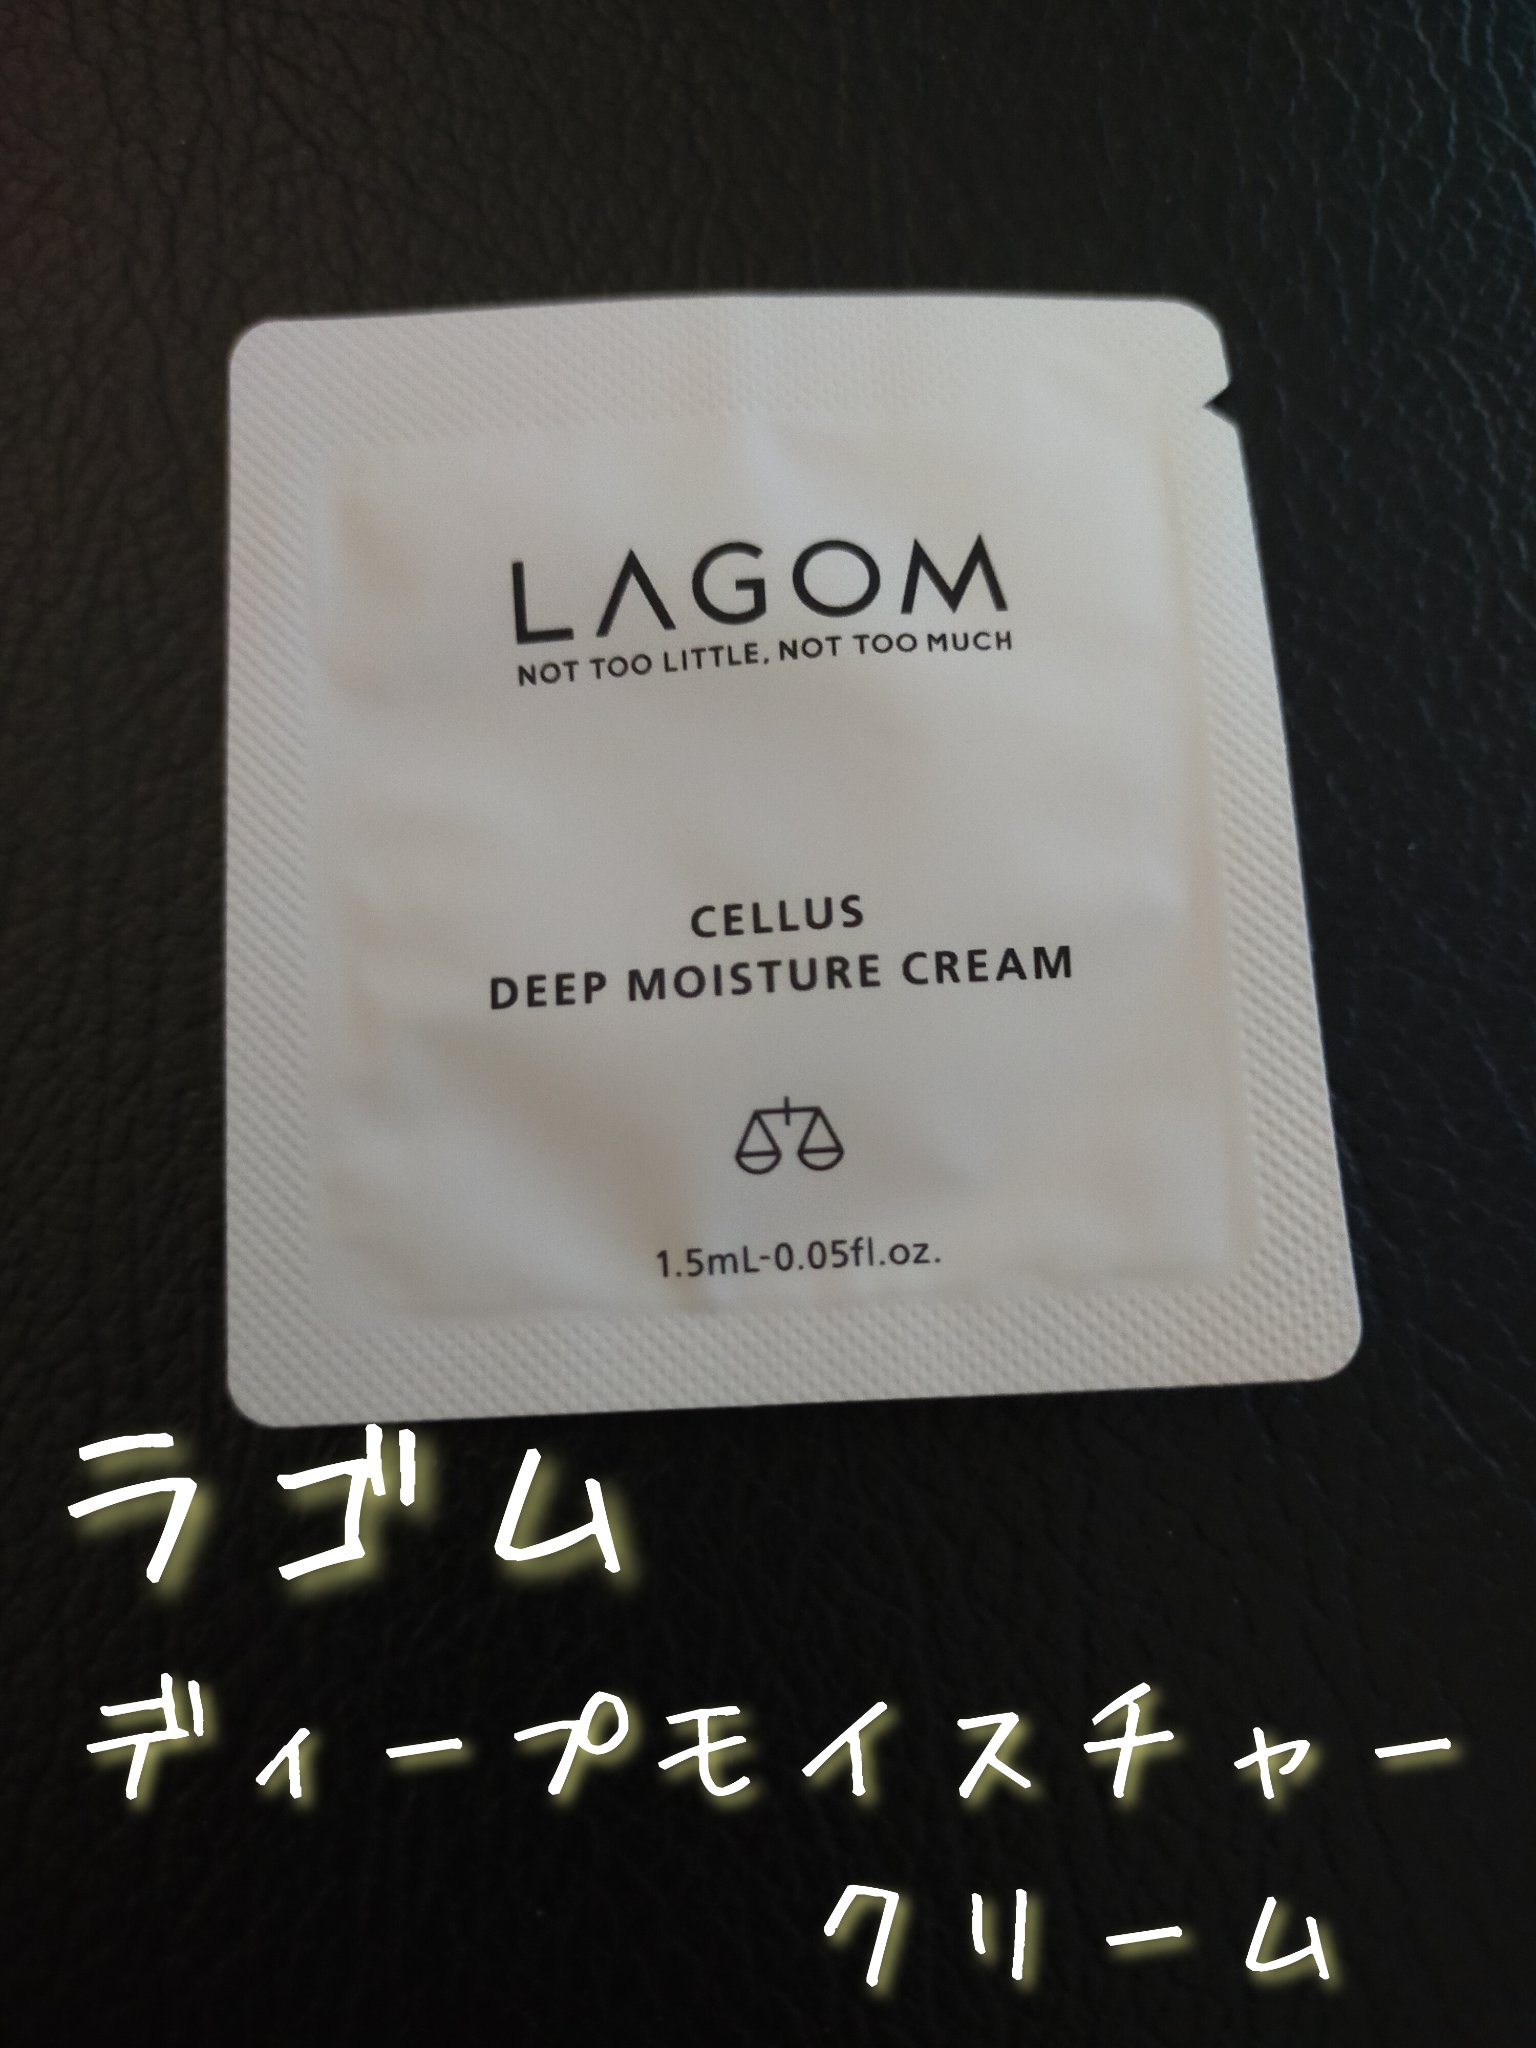 LAGOM
NOT TOO LITTLE, NOT TOO MUCH
CELLUS
DEEP MOISTURE CREAM
1.5mL-0.05fl.oz.
ラゴム
ディープモイスチャー
クリーム